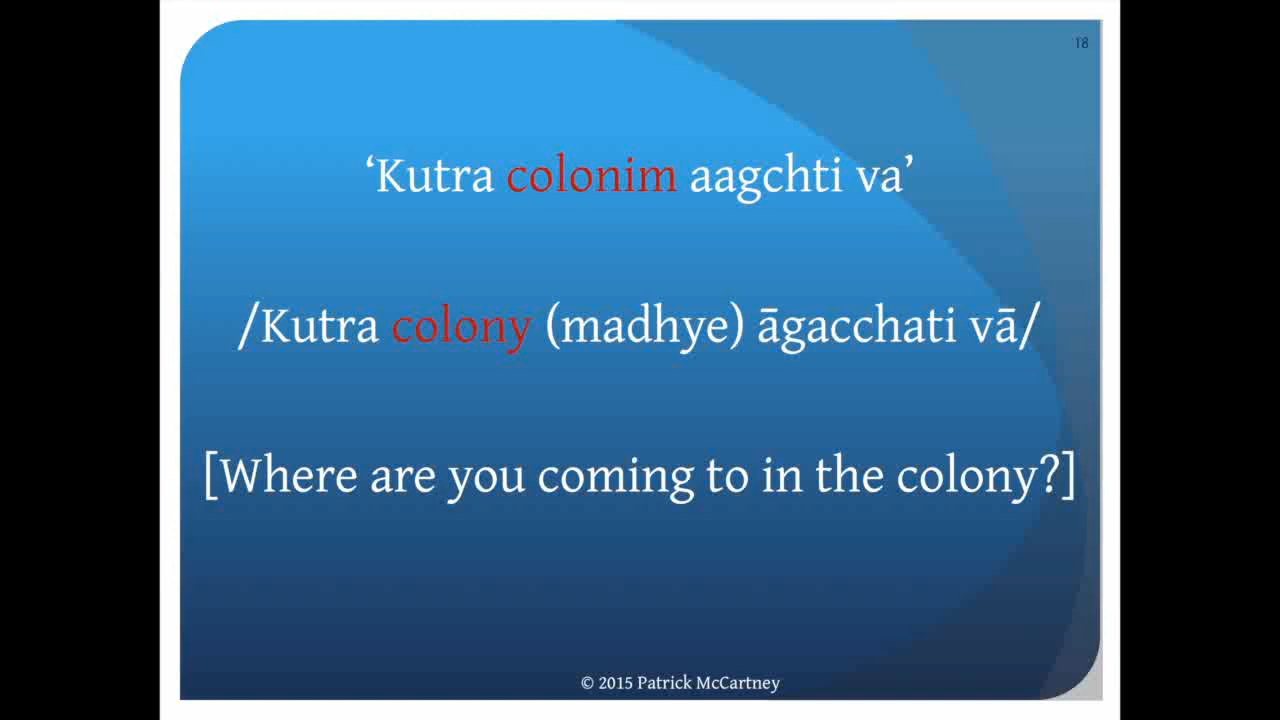 18
‘Kutra colonim aagchti va’
/Kutra colony (madhye) āgacchati vā/
[Where are you coming to in the colony?]
© 2015 Patrick McCartney